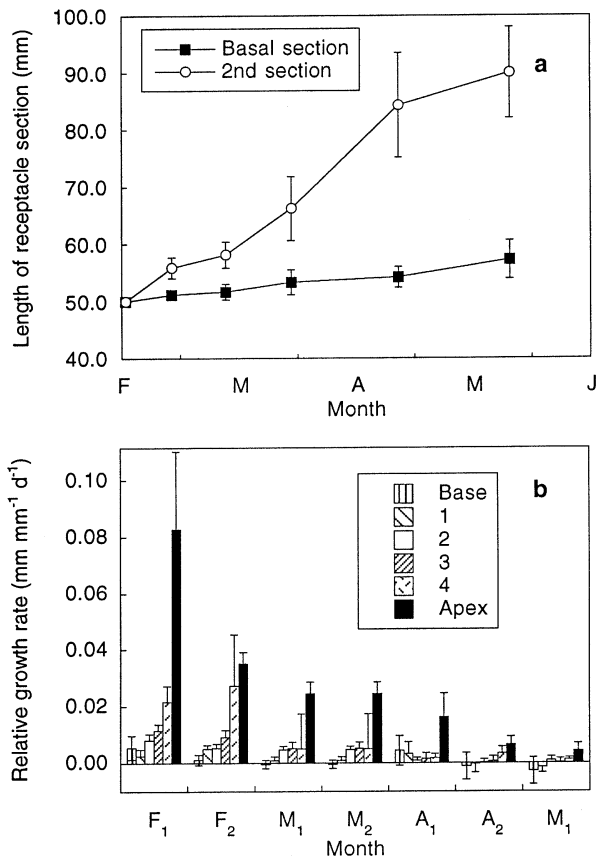 Length of receptacle section (mm)
100.0
90.0
80.0
70.0
60.0
50.0
40.0
Basal section
2nd section
a
F M A M J
Month
Relative growth rate (mm mm⁻¹ d⁻¹)
0.10
0.08
0.06
0.04
0.02
0.00
Base
1
2
3
4
Apex
b
F₁ F₂ M₁ M₂ A₁ A₂ M₁
Month